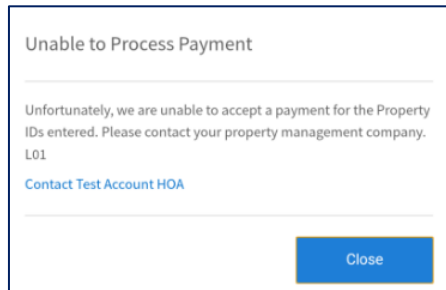 Unable to Process Payment
Unfortunately, we are unable to accept a payment for the Property
IDs entered. Please contact your property management company.
L01
Contact Test Account HOA
Close